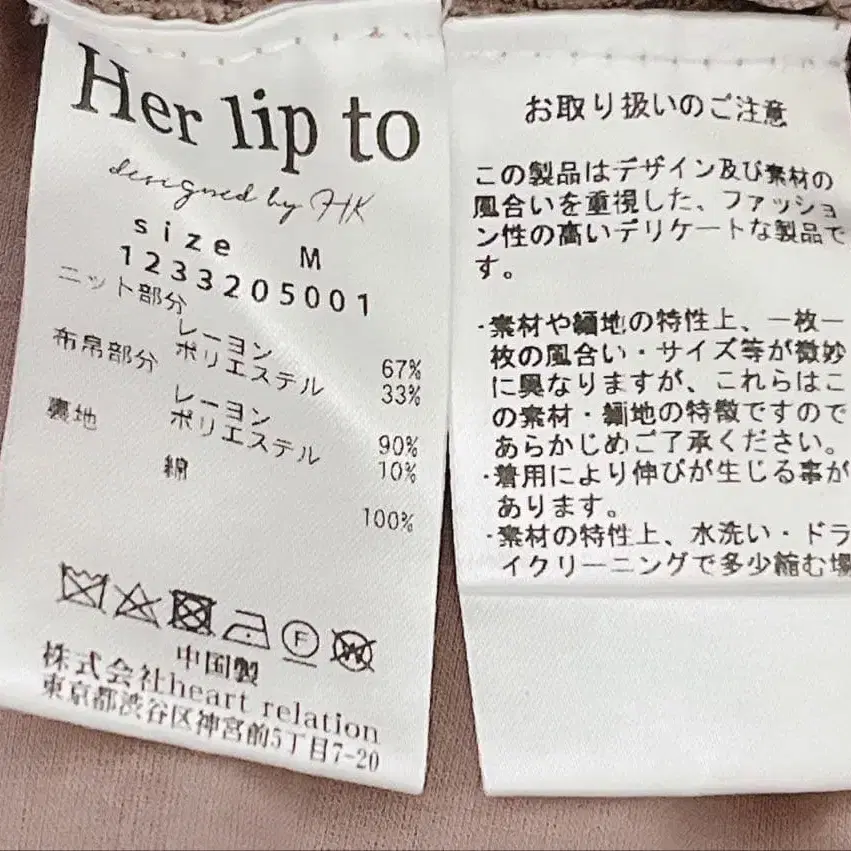 Her lip to
designed by HK
size M
1233205001
ニット部分
レーヨン 67%
ポリエステル 33%
布帛部分
レーヨン 90%
ポリエステル 10%
裏地
綿 100%
F
W
中国製
株式会社heart relation
東京都渋谷区神宮前5丁目7-20
お取り扱いのご注意
この製品はデザイン及び素材の
風合いを重視した、ファッショ
ン性の高いデリケートな製品で
す。
・素材や編地の特性上、一枚一
枚の風合い・サイズ等が微妙
に異なりますが、これらはこ
の素材・編地の特徴ですので
あらかじめご了承ください。
・着用により伸びが生じる事が
あります。
・素材の特性上、水洗い・ドラ
イクリーニングで多少縮む場